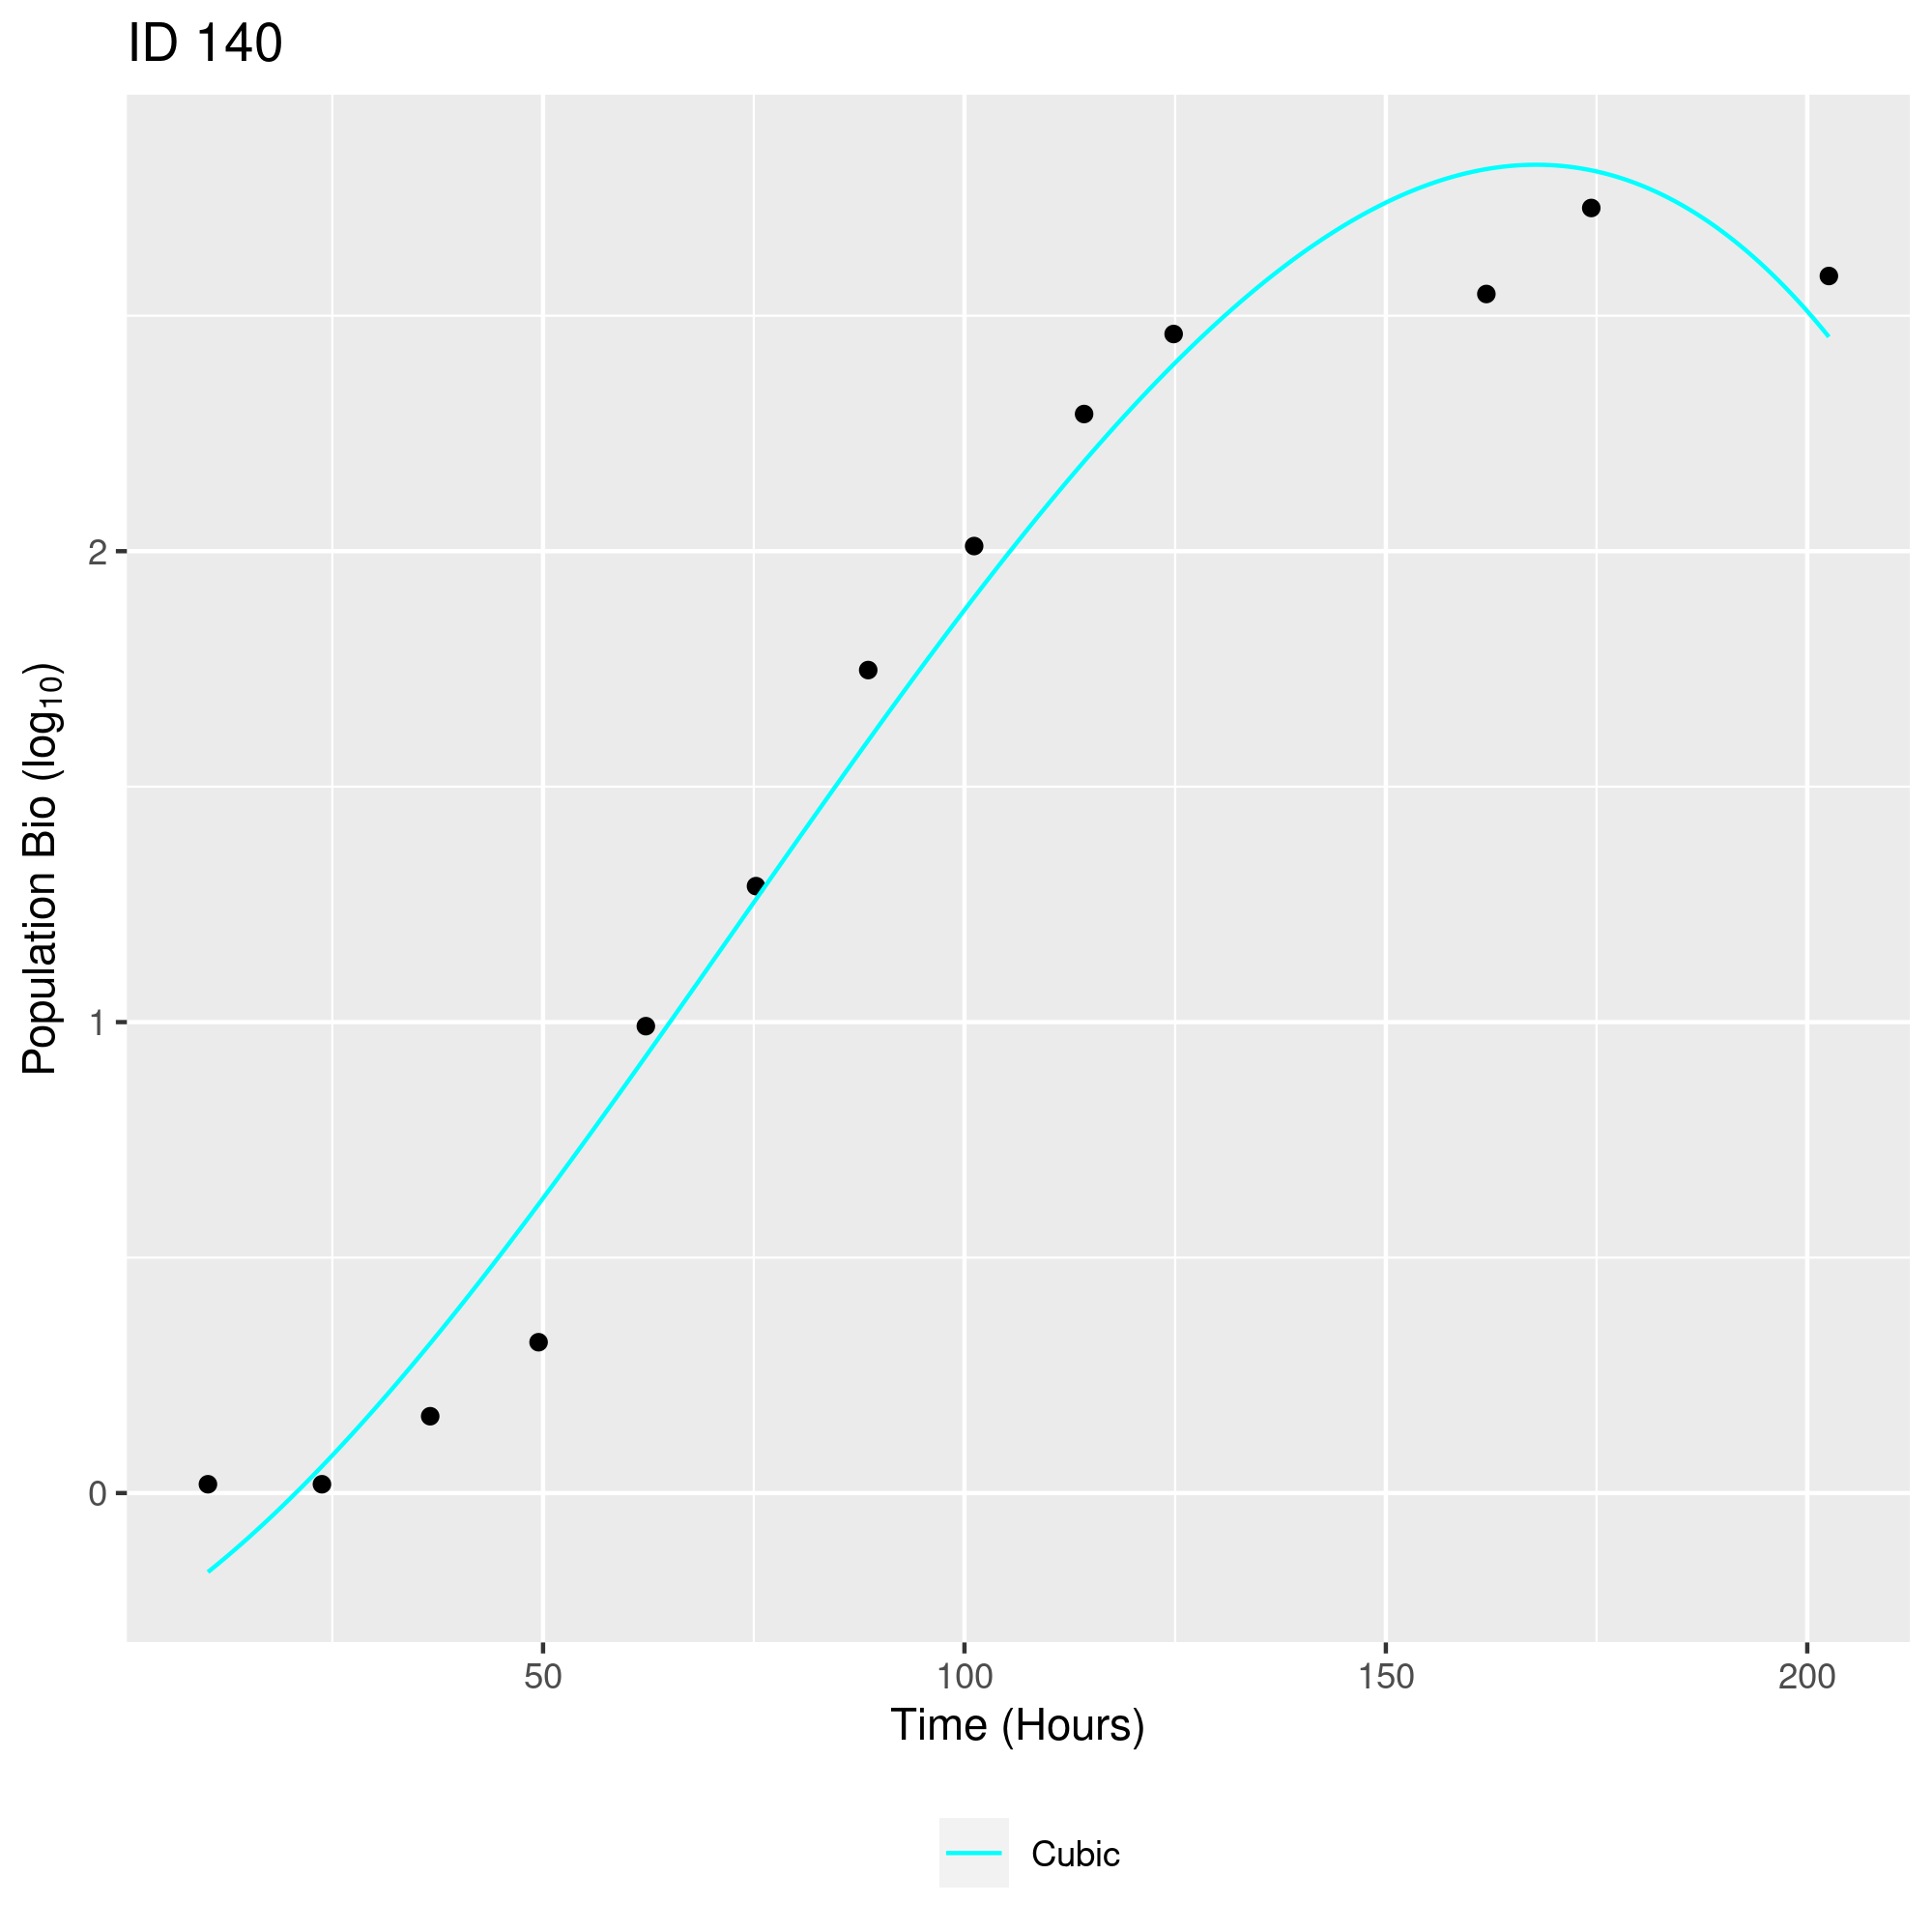 ID 140
Population Bio (log₁₀)
2
1
0
50 100 150 200
Time (Hours)
Cubic